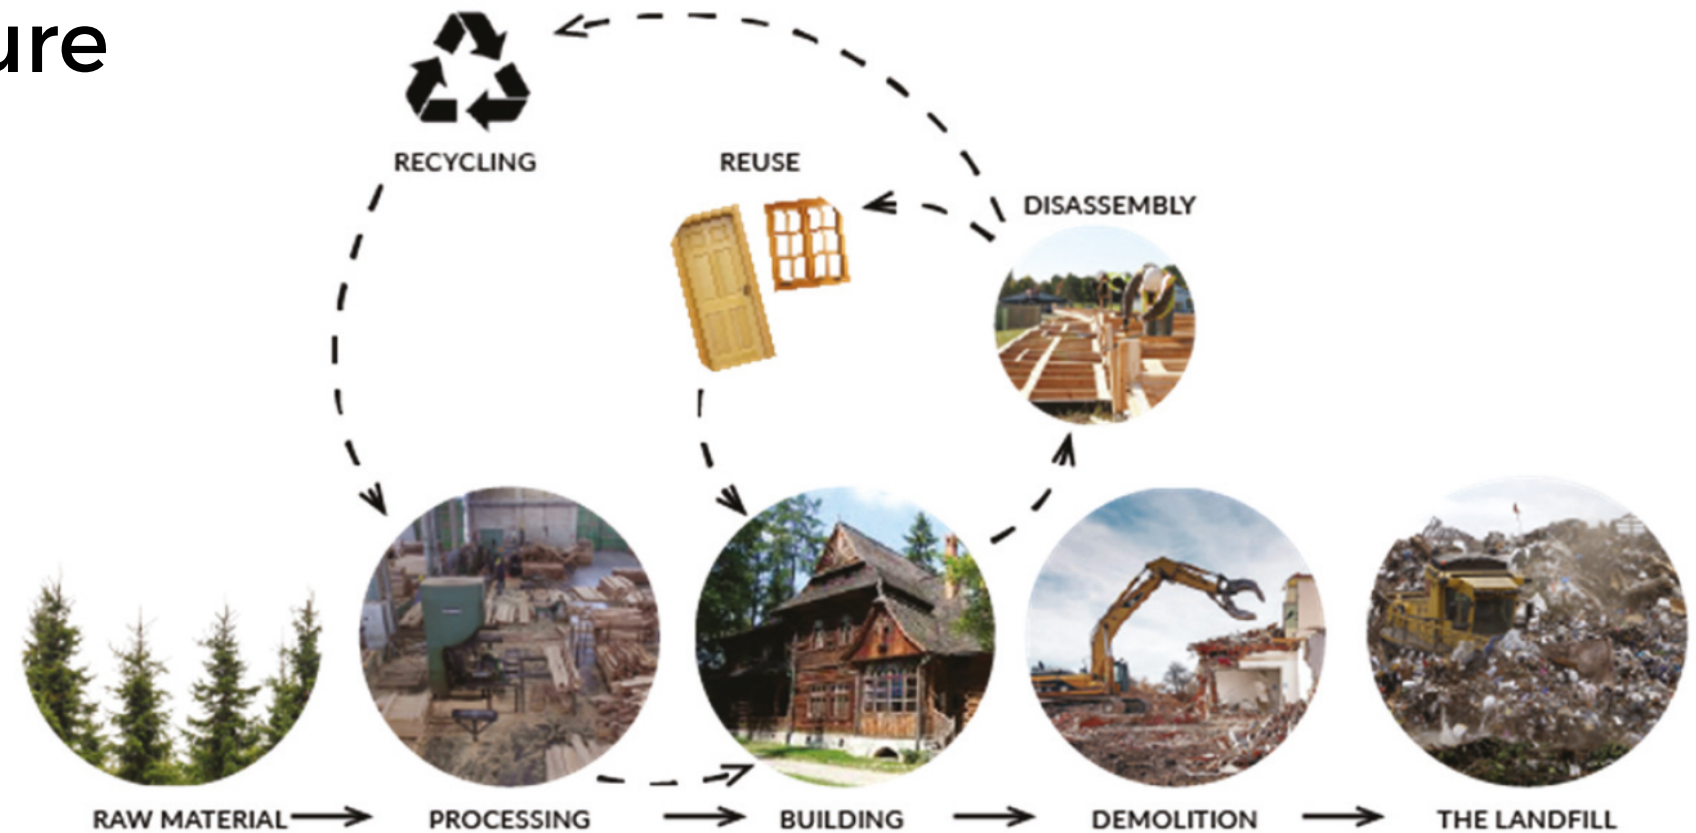 ure
RECYCLING
REUSE
DISASSEMBLY
RAW MATERIAL
PROCESSING
BUILDING
DEMOLITION
THE LANDFILL